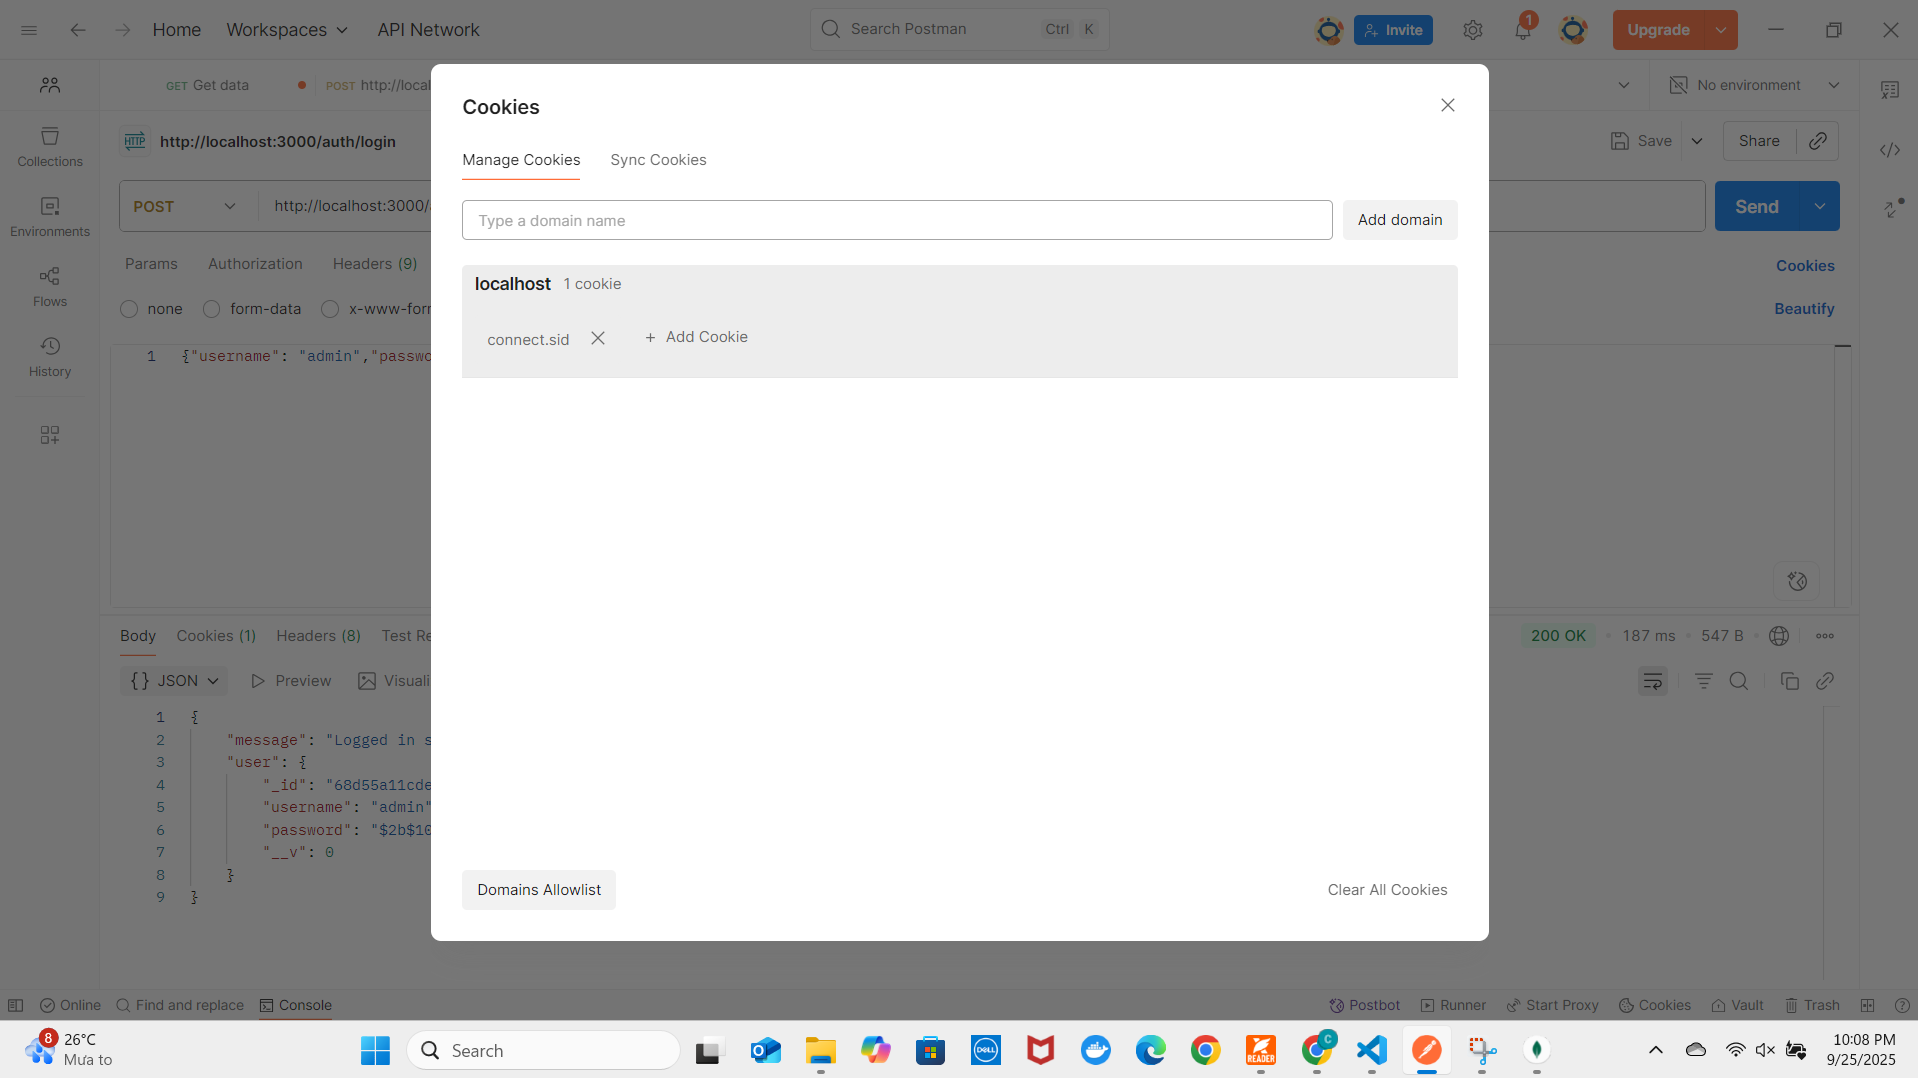 Home
Workspaces
API Network
Search Postman
Ctrl K
Invite
1
Upgrade
GET Get data
POST http://local
No environment
HTTP http://localhost:3000/auth/login
Save
Share
POST
http://localhost:3000/
Send
Params
Authorization
Headers (9)
Cookies
none
form-data
x-www-for
Beautify
1 {"username": "admin","passwo
Collections
Environments
Flows
History
Cookies
Manage Cookies
Sync Cookies
Type a domain name
Add domain
localhost 1 cookie
connect.sid
+ Add Cookie
Domains Allowlist
Clear All Cookies
Body
Cookies (1)
Headers (8)
Test Re
200 OK
187 ms
547 B
{} JSON
Preview
Visuali
1 {
2 "message": "Logged in s
3 "user": {
4 "_id": "68d55a11cde
5 "username": "admin"
6 "password": "$2b$10
7 "__v": 0
8 }
9 }
Online
Find and replace
Console
Postbot
Runner
Start Proxy
Cookies
Vault
Trash
8
26°C
Mưa to
Search
DELL
READER
C
10:08 PM
9/25/2025